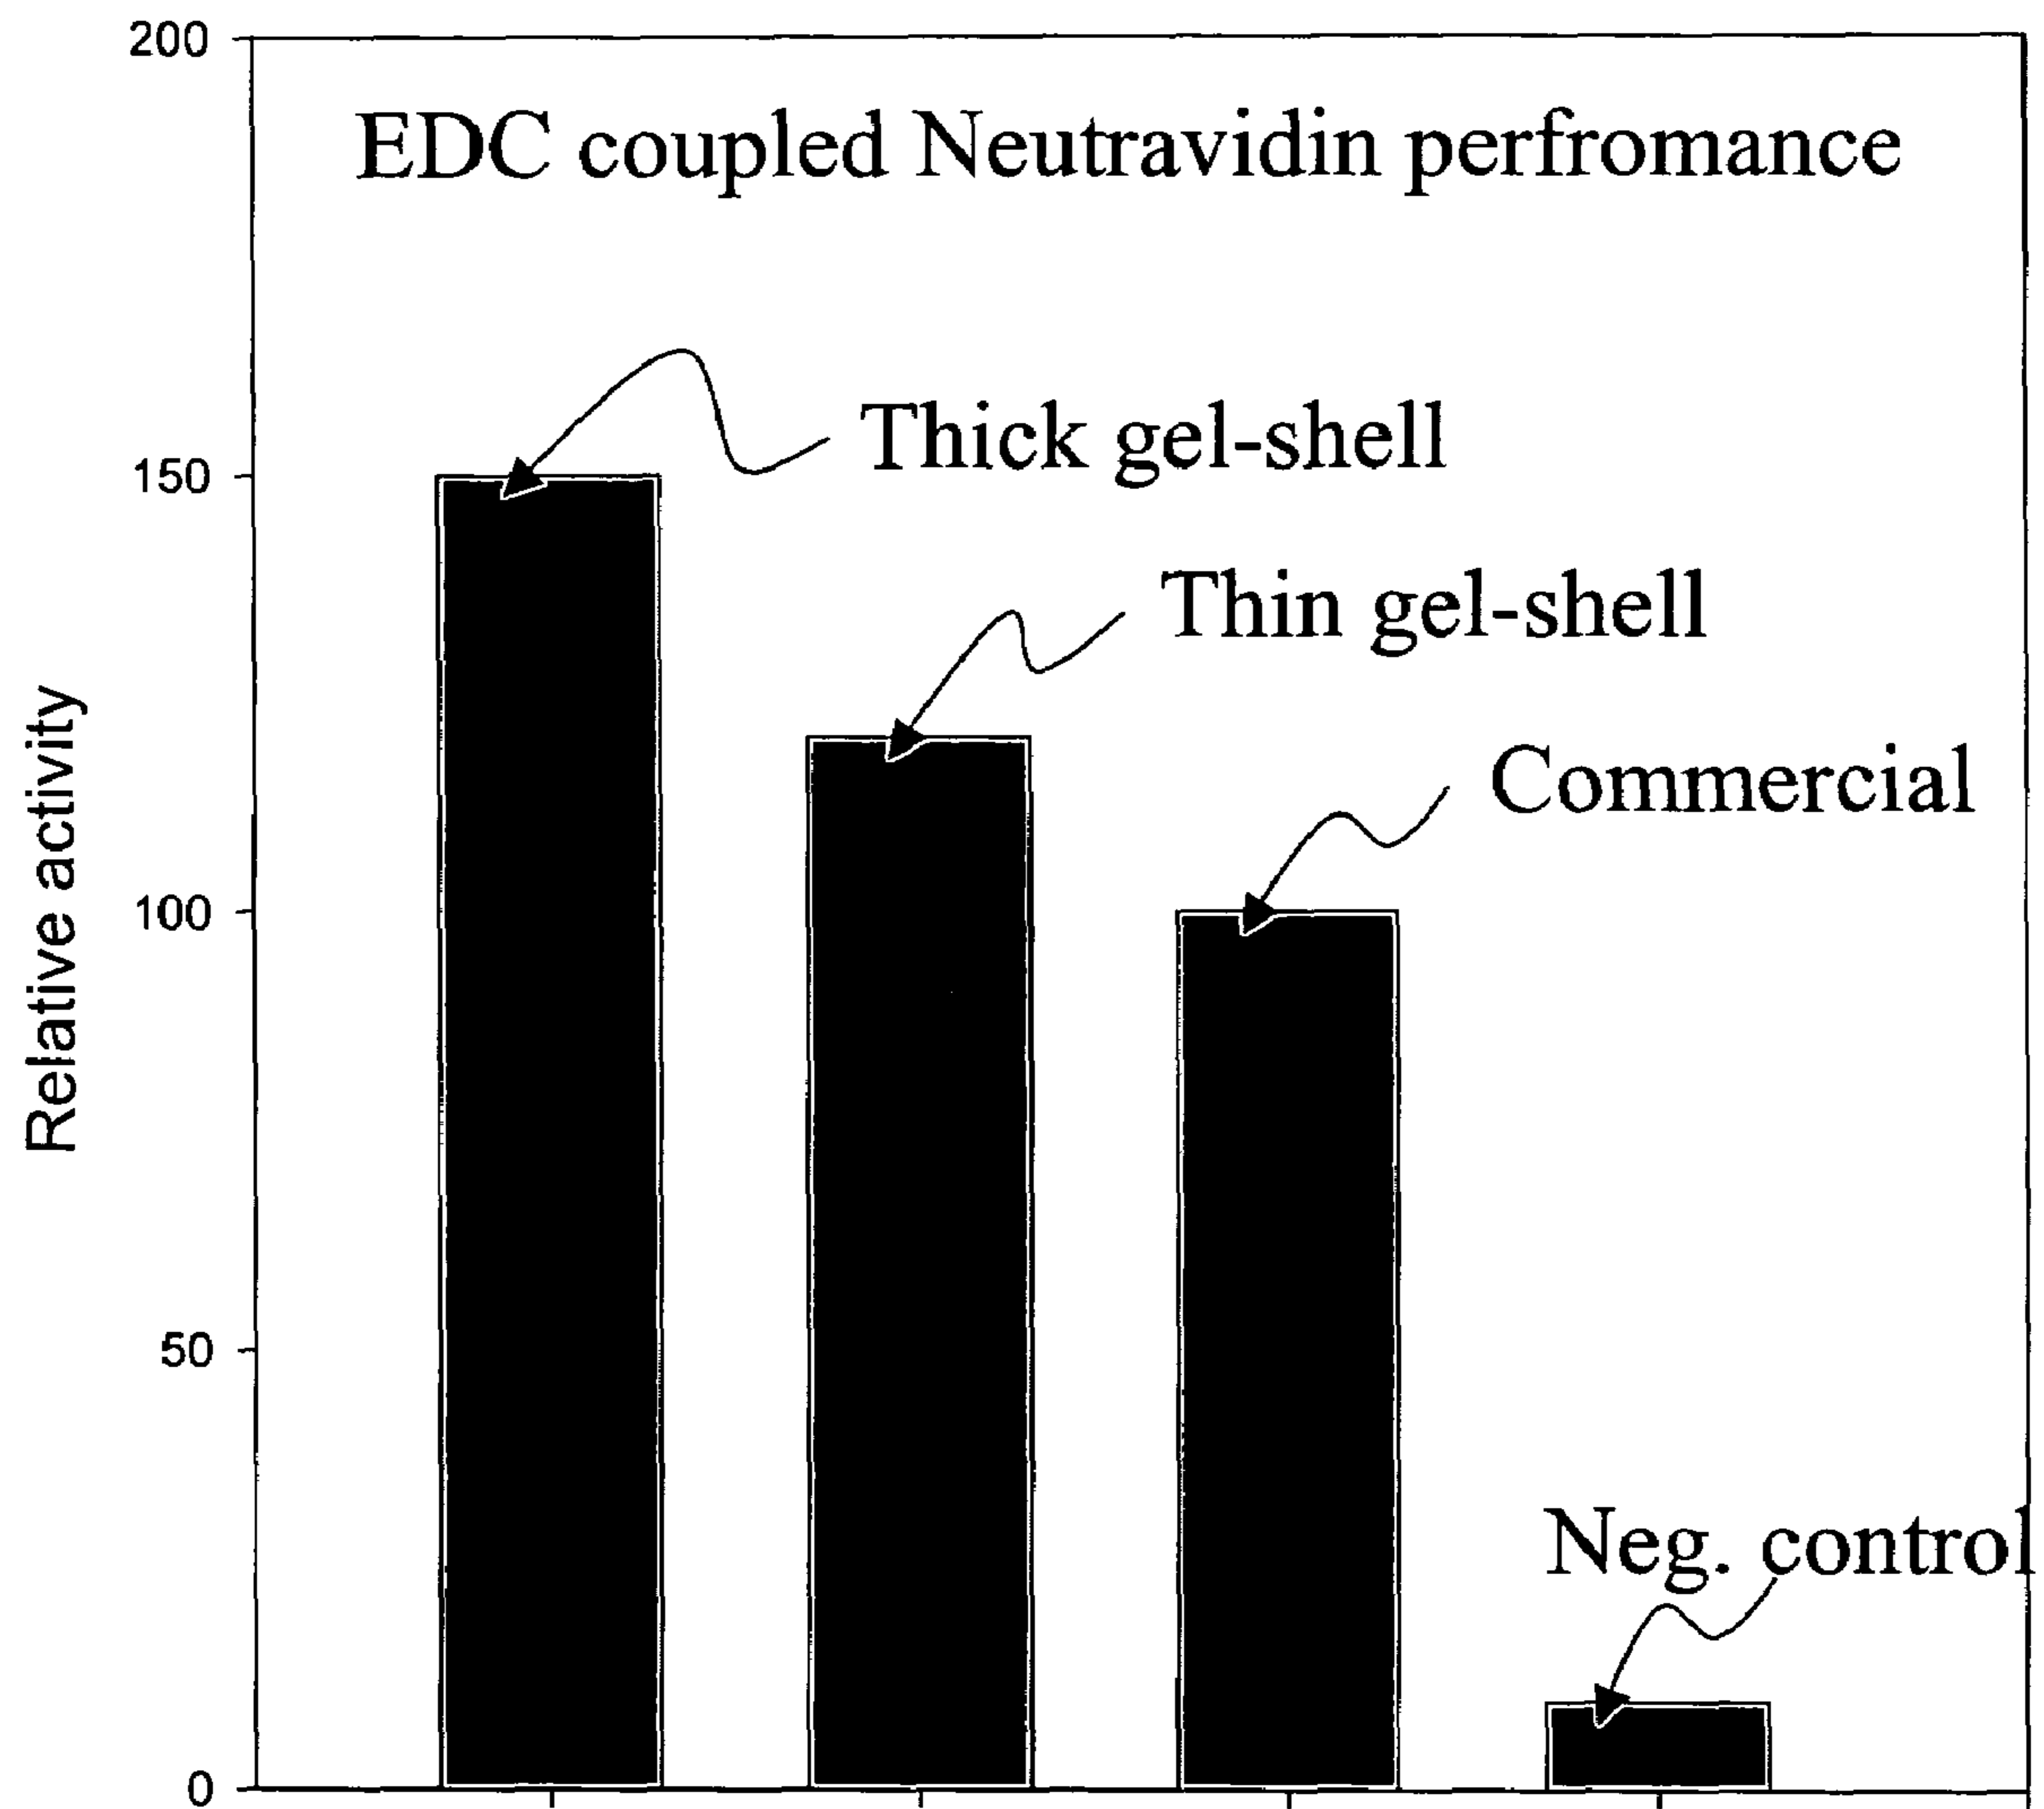 200
EDC coupled Neutravidin perfromance
Thick gel-shell
150
Thin gel-shell
Commercial
100
Relative activity
50
Neg. control
0